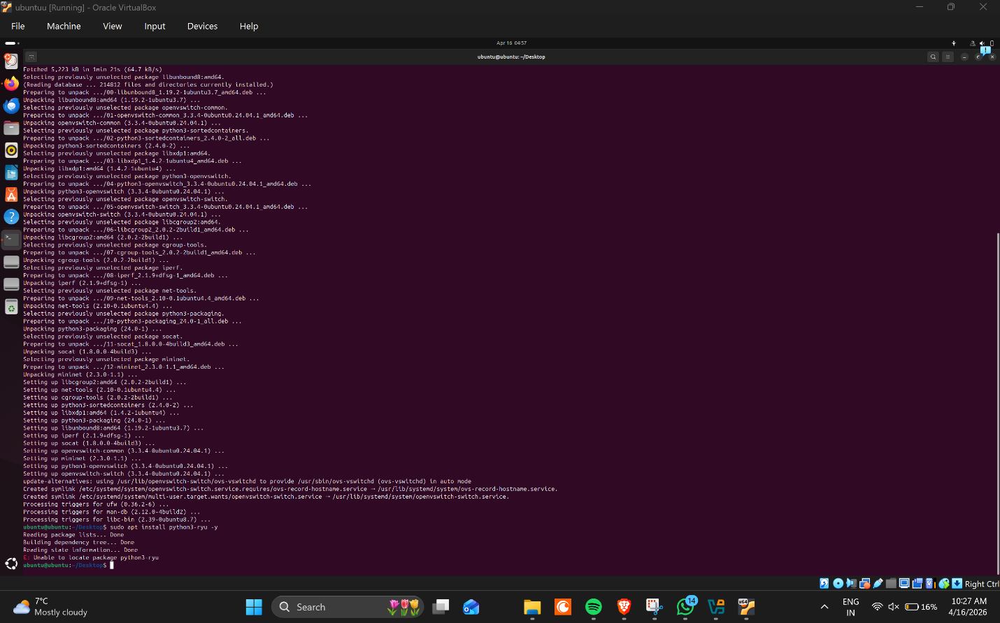 ubuntuu [Running] - Oracle VirtualBox
File Machine View Input Devices Help
Apr 16 04:57
ubuntu@ubuntu: ~/Desktop
Fetched 5,223 kB in 1min 21s (64.7 kB/s)
Selecting previously unselected package libunbound8:amd64.
(Reading database ... 214812 files and directories currently installed.)
Preparing to unpack .../00-libunbound8_1.19.2-1ubuntu3.7_amd64.deb ...
Unpacking libunbound8:amd64 (1.19.2-1ubuntu3.7) ...
Selecting previously unselected package openvswitch-common.
Preparing to unpack .../01-openvswitch-common_3.3.4-0ubuntu0.24.04.1_amd64.deb ...
Unpacking openvswitch-common (3.3.4-0ubuntu0.24.04.1) ...
Selecting previously unselected package python3-sortedcontainers.
Preparing to unpack .../02-python3-sortedcontainers_2.4.0-2_all.deb ...
Unpacking python3-sortedcontainers (2.4.0-2) ...
Selecting previously unselected package libxdp1:amd64.
Preparing to unpack .../03-libxdp1_1.4.2-1ubuntu4_amd64.deb ...
Unpacking libxdp1:amd64 (1.4.2-1ubuntu4) ...
Selecting previously unselected package python3-openvswitch.
Preparing to unpack .../04-python3-openvswitch_3.3.4-0ubuntu0.24.04.1_amd64.deb ...
Unpacking python3-openvswitch (3.3.4-0ubuntu0.24.04.1) ...
Selecting previously unselected package openvswitch-switch.
Preparing to unpack .../05-openvswitch-switch_3.3.4-0ubuntu0.24.04.1_amd64.deb ...
Unpacking openvswitch-switch (3.3.4-0ubuntu0.24.04.1) ...
Selecting previously unselected package libcgroup2:amd64.
Preparing to unpack .../06-libcgroup2_2.0.2-2build1_amd64.deb ...
Unpacking libcgroup2:amd64 (2.0.2-2build1) ...
Selecting previously unselected package cgroup-tools.
Preparing to unpack .../07-cgroup-tools_2.0.2-2build1_amd64.deb ...
Unpacking cgroup-tools (2.0.2-2build1) ...
Selecting previously unselected package iperf.
Preparing to unpack .../08-iperf_2.1.9+dfsg-1_amd64.deb ...
Unpacking iperf (2.1.9+dfsg-1) ...
Selecting previously unselected package net-tools.
Preparing to unpack .../09-net-tools_2.10-0.1ubuntu4.4_amd64.deb ...
Unpacking net-tools (2.10-0.1ubuntu4.4) ...
Selecting previously unselected package python3-packaging.
Preparing to unpack .../10-python3-packaging_24.0-1_all.deb ...
Unpacking python3-packaging (24.0-1) ...
Selecting previously unselected package socat.
Preparing to unpack .../11-socat_1.8.0.0-4build3_amd64.deb ...
Unpacking socat (1.8.0.0-4build3) ...
Selecting previously unselected package mininet.
Preparing to unpack .../12-mininet_2.3.0-1.1_amd64.deb ...
Unpacking mininet (2.3.0-1.1) ...
Setting up libcgroup2:amd64 (2.0.2-2build1) ...
Setting up net-tools (2.10-0.1ubuntu4.4) ...
Setting up cgroup-tools (2.0.2-2build1) ...
Setting up python3-sortedcontainers (2.4.0-2) ...
Setting up libxdp1:amd64 (1.4.2-1ubuntu4) ...
Setting up python3-packaging (24.0-1) ...
Setting up libunbound8:amd64 (1.19.2-1ubuntu3.7) ...
Setting up iperf (2.1.9+dfsg-1) ...
Setting up socat (1.8.0.0-4build3) ...
Setting up openvswitch-common (3.3.4-0ubuntu0.24.04.1) ...
Setting up mininet (2.3.0-1.1) ...
Setting up python3-openvswitch (3.3.4-0ubuntu0.24.04.1) ...
Setting up openvswitch-switch (3.3.4-0ubuntu0.24.04.1) ...
update-alternatives: using /usr/lib/openvswitch-switch/ovs-vswitchd to provide /usr/sbin/ovs-vswitchd (ovs-vswitchd) in auto mode
Created symlink /etc/systemd/system/openvswitch-switch.service.requires/ovs-record-hostname.service → /usr/lib/systemd/system/ovs-record-hostname.service.
Created symlink /etc/systemd/system/multi-user.target.wants/openvswitch-switch.service → /usr/lib/systemd/system/openvswitch-switch.service.
Processing triggers for ufw (0.36.2-6) ...
Processing triggers for man-db (2.12.0-4build2) ...
Processing triggers for libc-bin (2.39-0ubuntu8.7) ...
ubuntu@ubuntu:~/Desktop$ sudo apt install python3-ryu -y
Reading package lists... Done
Building dependency tree... Done
Reading state information... Done
E: Unable to locate package python3-ryu
ubuntu@ubuntu:~/Desktop$
Right Ctrl
7°C
Mostly cloudy
Search
14
x64
ENG
IN
16%
10:27 AM
4/16/2026